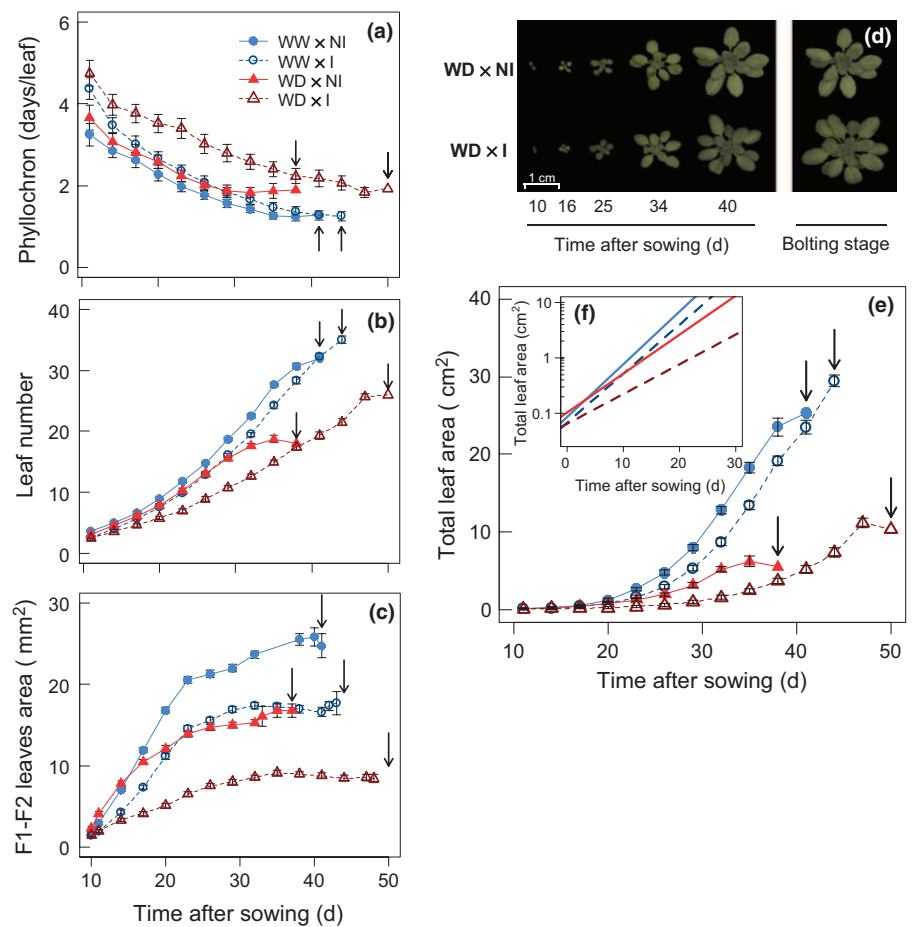 (a)
WW × NI
WW × I
WD × NI
WD × I
Phyllochron (days/leaf)
6
4
2
0
(b)
Leaf number
40
30
20
10
0
(c)
F1-F2 leaves area ( mm²)
30
20
10
0
10 20 30 40 50
Time after sowing (d)
(d)
WD × NI
WD × I
1 cm
10 16 25 34 40
Time after sowing (d)
Bolting stage
(e)
Total leaf area ( cm²)
40
30
20
10
0
10 20 30 40 50
Time after sowing (d)
(f)
Total leaf area (cm²)
10
1
0.1
0 10 20 30
Time after sowing (d)